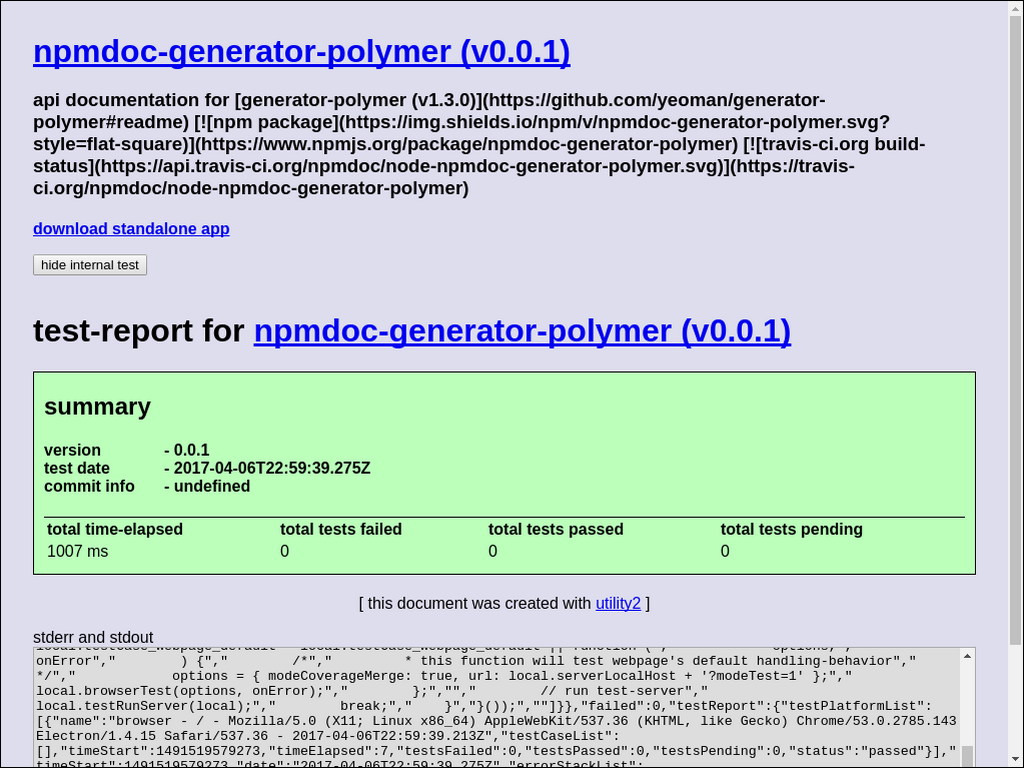 npmdoc-generator-polymer (v0.0.1)
api documentation for [generator-polymer (v1.3.0)](https://github.com/yeoman/generator-
polymer#readme) [![npm package](https://img.shields.io/npm/v/npmdoc-generator-polymer.svg?
style=flat-square)](https://www.npmjs.org/package/npmdoc-generator-polymer) [![travis-ci.org build-
status](https://api.travis-ci.org/npmdoc/node-npmdoc-generator-polymer.svg)](https://travis-
ci.org/npmdoc/node-npmdoc-generator-polymer)
download standalone app
hide internal test
test-report for npmdoc-generator-polymer (v0.0.1)
summary
version - 0.0.1
test date - 2017-04-06T22:59:39.275Z
commit info - undefined
total time-elapsed total tests failed total tests passed total tests pending
1007 ms 0 0 0
[ this document was created with utility2 ]
stderr and stdout
onError","        ) {","        /*","         * this function will test webpage's default handling-behavior","
*/","            options = { modeCoverageMerge: true, url: local.serverLocalHost + '?modeTest=1' };","
local.browserTest(options, onError);","        };","","        // run test-server","
local.testRunServer(local);","        break;","    }","}());",""]}},"failed":0,"testReport":{"testPlatformList":
[{"name":"browser - / - Mozilla/5.0 (X11; Linux x86_64) AppleWebKit/537.36 (KHTML, like Gecko) Chrome/53.0.2785.143
Electron/1.4.15 Safari/537.36 - 2017-04-06T22:59:39.213Z","testCaseList":
[],"timeStart":1491519579273,"timeElapsed":7,"testsFailed":0,"testsPassed":0,"testsPending":0,"status":"passed"}],"
timeStart":1491519579273,"date":"2017-04-06T22:59:39.275Z","errorStackList":